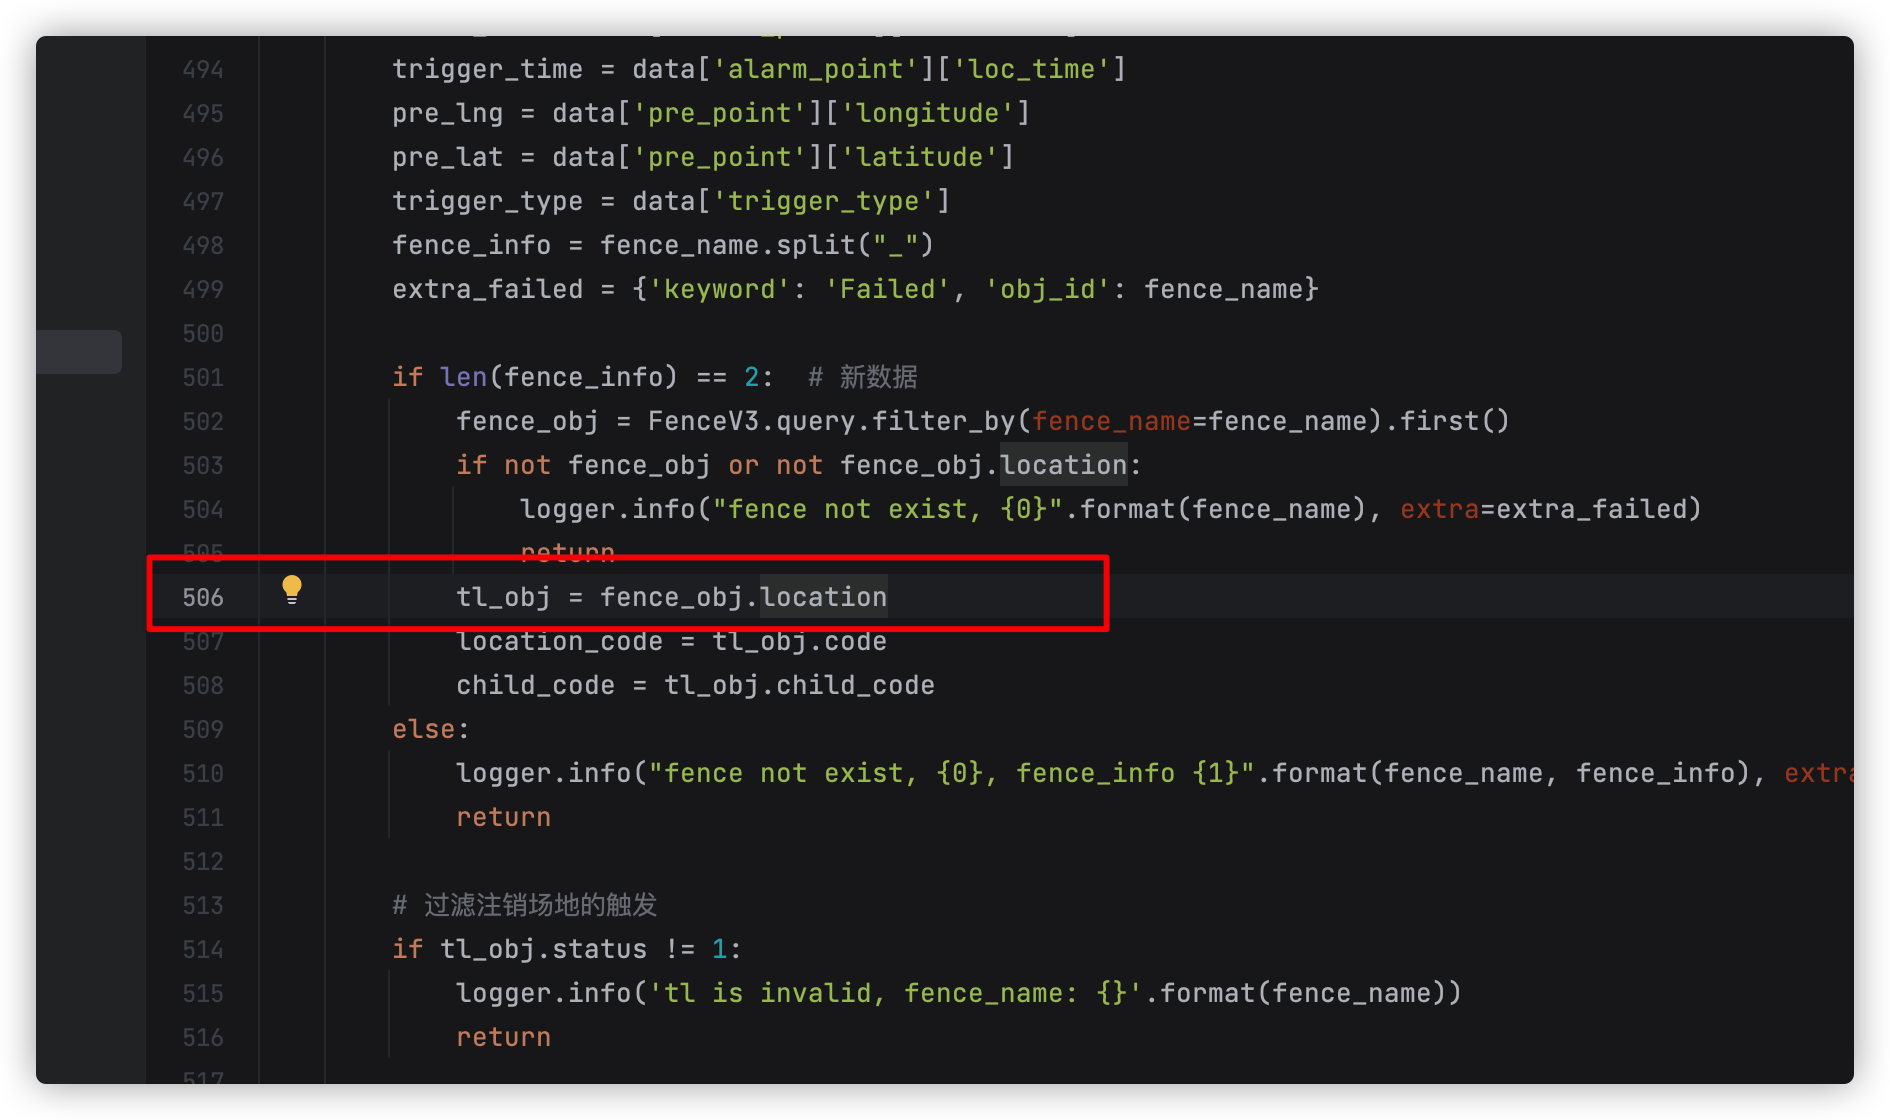 494 trigger_time = data['alarm_point']['loc_time']
495 pre_lng = data['pre_point']['longitude']
496 pre_lat = data['pre_point']['latitude']
497 trigger_type = data['trigger_type']
498 fence_info = fence_name.split("_")
499 extra_failed = {'keyword': 'Failed', 'obj_id': fence_name}
500
501 if len(fence_info) == 2:  # 新数据
502 fence_obj = FenceV3.query.filter_by(fence_name=fence_name).first()
503 if not fence_obj or not fence_obj.location:
504 logger.info("fence not exist, {0}".format(fence_name), extra=extra_failed)
505 return
506 tl_obj = fence_obj.location
507 location_code = tl_obj.code
508 child_code = tl_obj.child_code
509 else:
510 logger.info("fence not exist, {0}, fence_info {1}".format(fence_name, fence_info), extra
511 return
512
513 # 过滤注销场地的触发
514 if tl_obj.status != 1:
515 logger.info('tl is invalid, fence_name: {}'.format(fence_name))
516 return
517